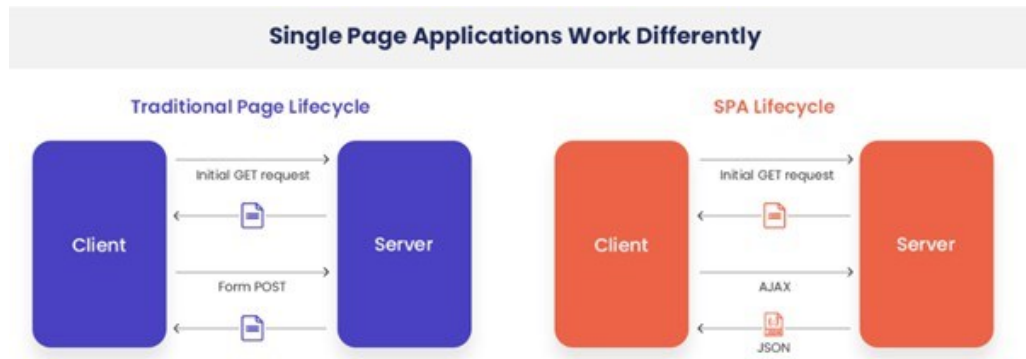 Single Page Applications Work Differently
Traditional Page Lifecycle
Client
Initial GET request
Form POST
Server
SPA Lifecycle
Client
Initial GET request
AJAX
{;}
JSON
Server